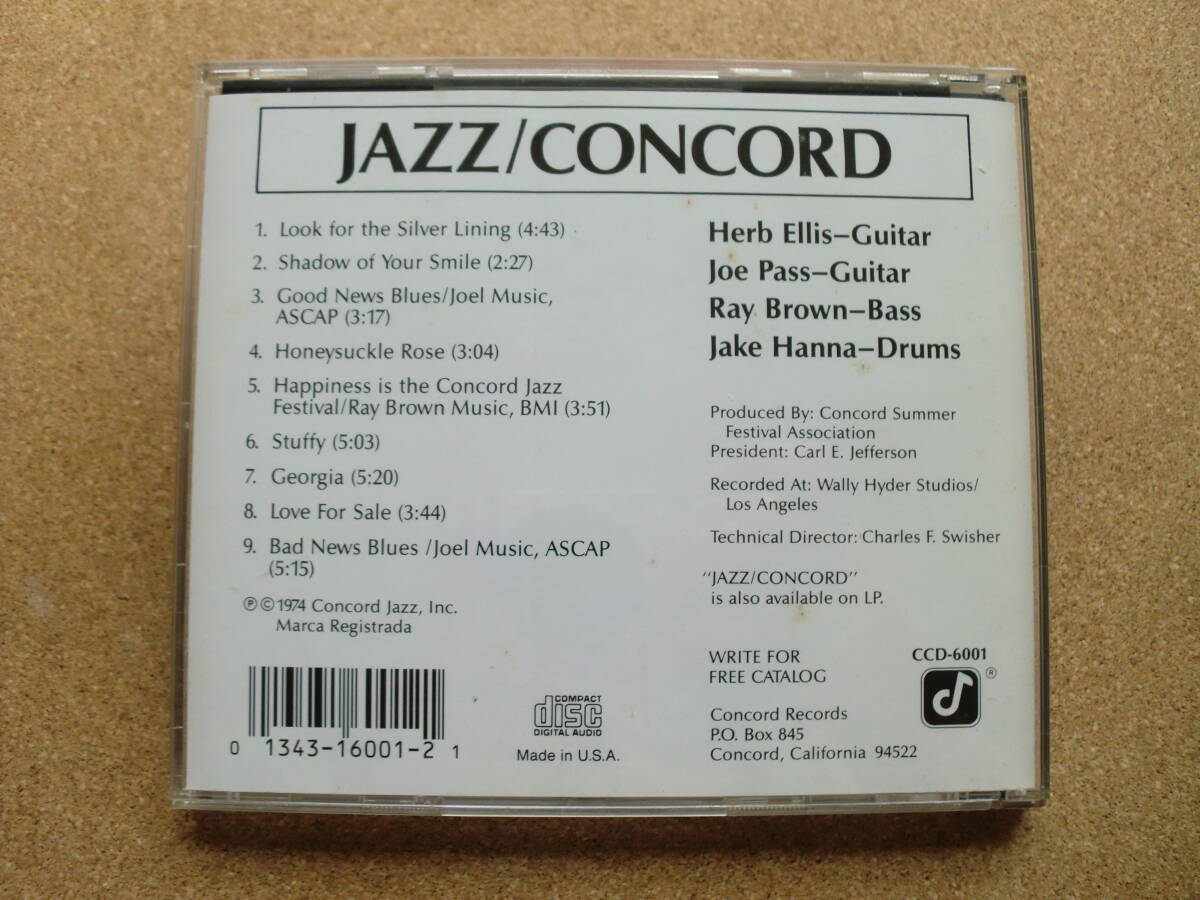 JAZZ/CONCORD
1. Look for the Silver Lining (4:43)
2. Shadow of Your Smile (2:27)
3. Good News Blues/Joel Music,
ASCAP (3:17)
4. Honeysuckle Rose (3:04)
5. Happiness is the Concord Jazz
Festival/Ray Brown Music, BMI (3:51)
6. Stuffy (5:03)
7. Georgia (5:20)
8. Love For Sale (3:44)
9. Bad News Blues /Joel Music, ASCAP
(5:15)
℗©1974 Concord Jazz, Inc.
Marca Registrada
0 1343-16001-2 1
COMPACT
disc
DIGITAL AUDIO
Made in U.S.A.
Herb Ellis–Guitar
Joe Pass–Guitar
Ray Brown–Bass
Jake Hanna–Drums
Produced By: Concord Summer
Festival Association
President: Carl E. Jefferson
Recorded At: Wally Hyder Studios/
Los Angeles
Technical Director: Charles F. Swisher
"JAZZ/CONCORD"
is also available on LP.
WRITE FOR
FREE CATALOG
CCD-6001
®
Concord Records
P.O. Box 845
Concord, California 94522